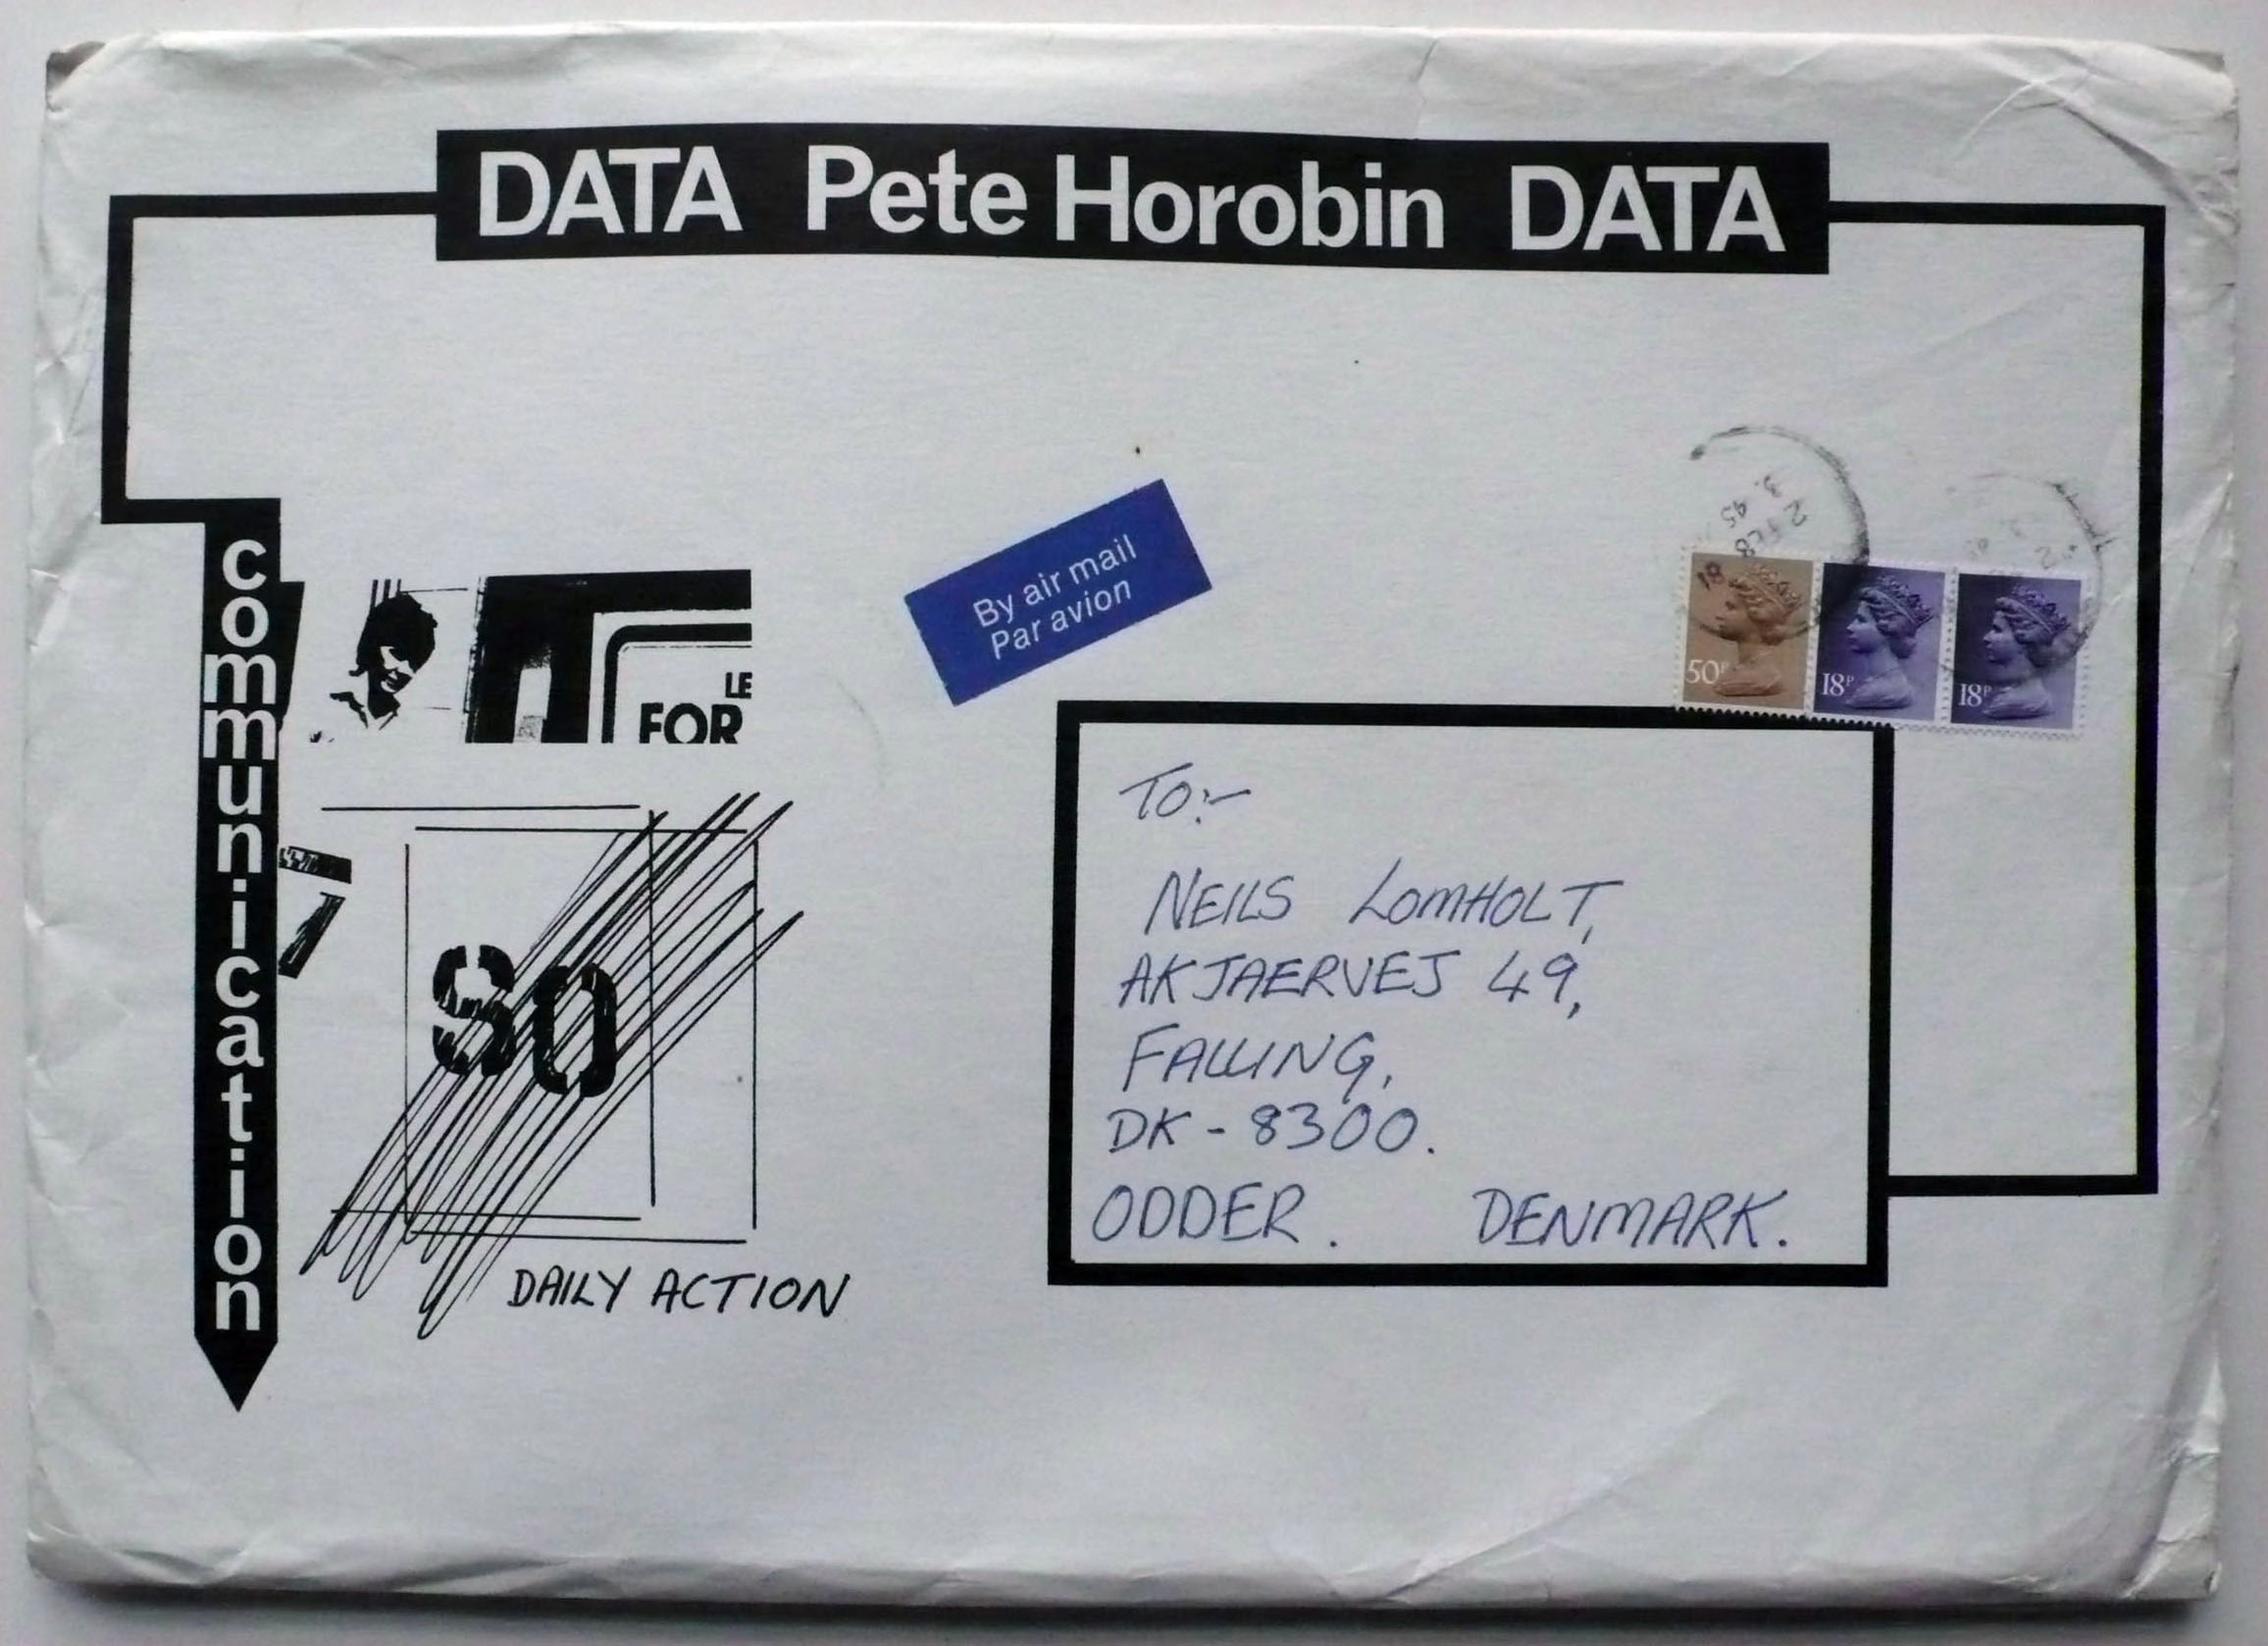 DATA Pete Horobin DATA
communication
LE
FOR
By air mail
Par avion
50P
18P
18P
TO:-
NEILS LOMHOLT,
AKJAERVEJ 49,
FALLING,
DK - 8300.
ODDER. DENMARK.
SO
DAILY ACTION